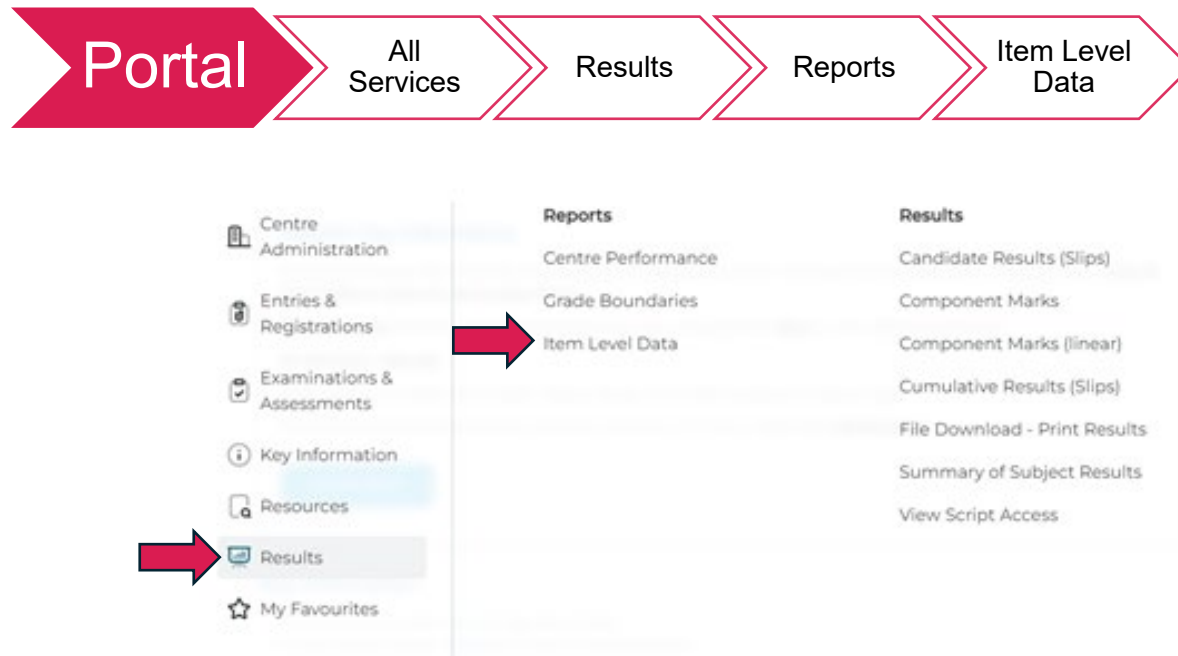 Portal
All
Services
Results
Reports
Item Level
Data
Centre
Administration
Entries &
Registrations
Examinations &
Assessments
Key Information
Resources
Results
My Favourites
Reports
Centre Performance
Grade Boundaries
Item Level Data
Results
Candidate Results (Slips)
Component Marks
Component Marks (linear)
Cumulative Results (Slips)
File Download - Print Results
Summary of Subject Results
View Script Access